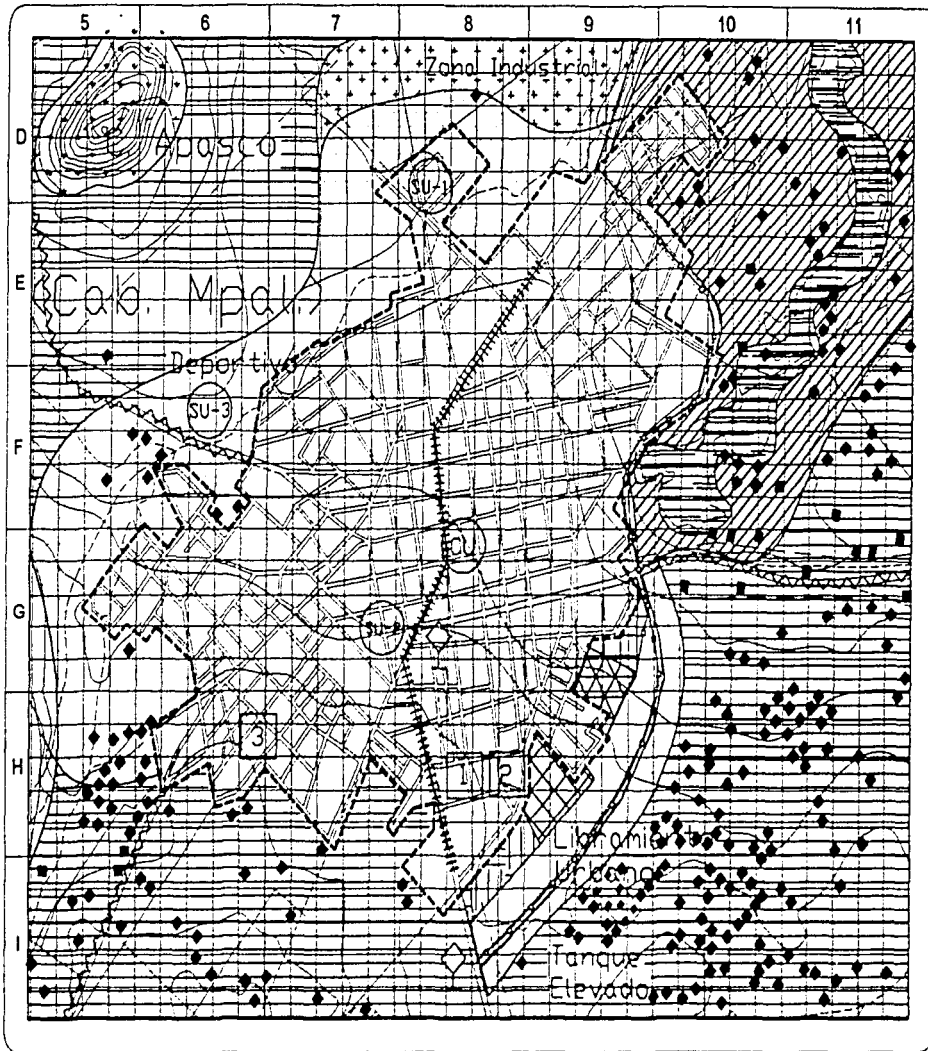 5 6 7 8 9 10 11
Zona Industrial
D
Apasco
SU-1
E
Cab. Mpal.
Deportivo
SU-3
F
CU
G
SU-2
3
H
1 2
Libramiento
Urbano
I
Tanque
Elevado